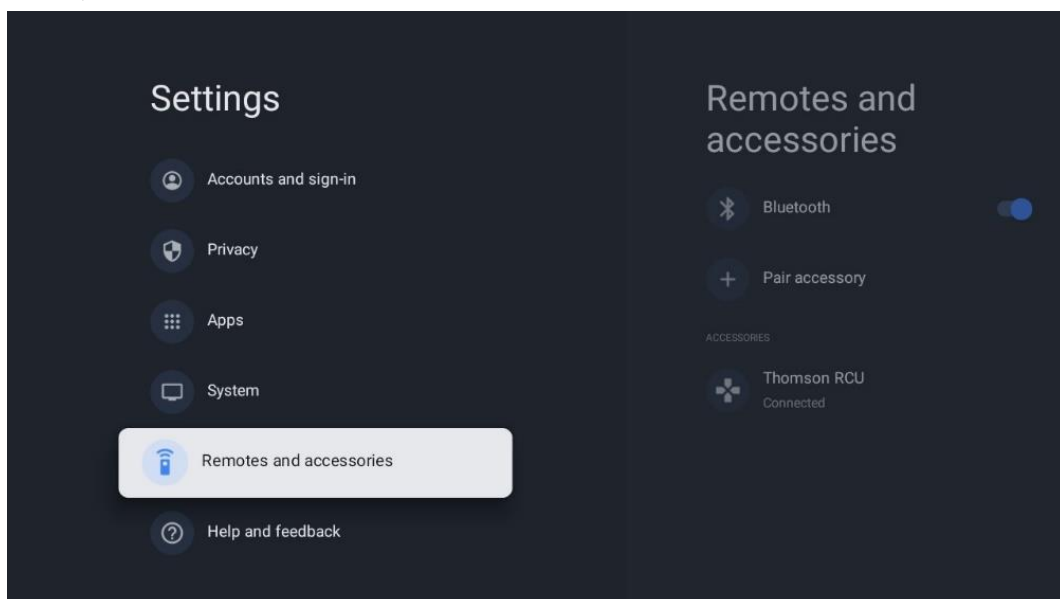 Settings
Accounts and sign-in
Privacy
Apps
System
Remotes and accessories
Help and feedback
Remotes and
accessories
Bluetooth
Pair accessory
ACCESSORIES
Thomson RCU
Connected